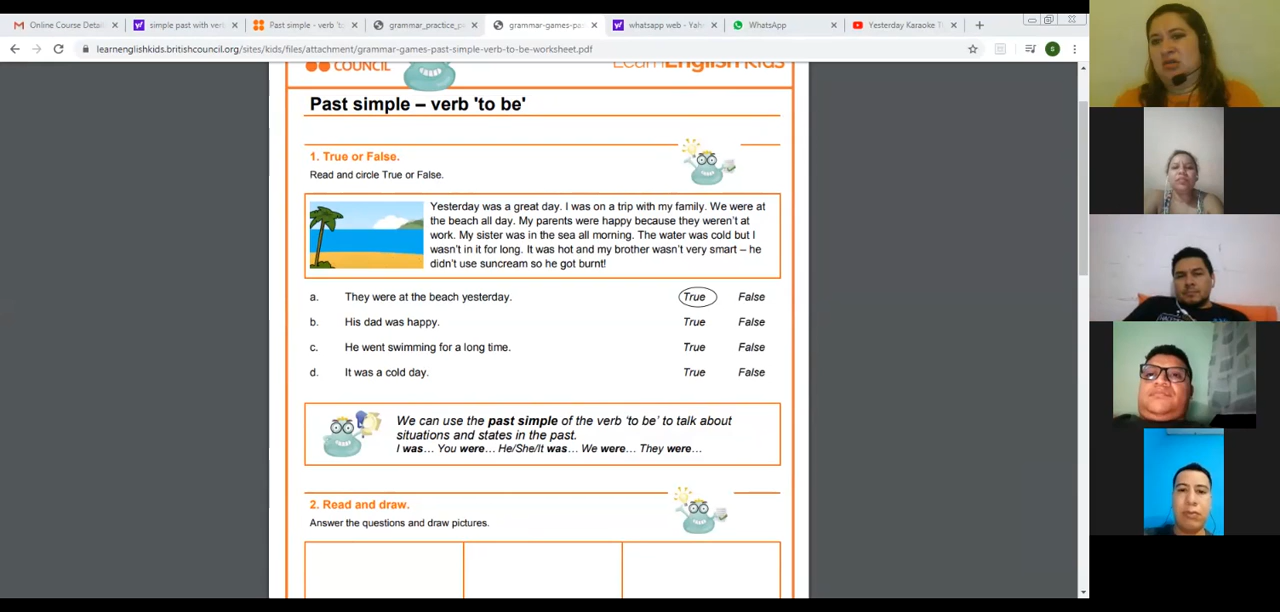 Gmail Online Course Detai
simple past with ver
Past simple - verb 't
grammar_practice_p
grammar-games-pas
whatsapp web - Yah
WhatsApp
Yesterday Karaoke T
learnenglishkids.britishcouncil.org/sites/kids/files/attachment/grammar-games-past-simple-verb-to-be-worksheet.pdf
S
COUNCIL
LearnEnglish Kids
Past simple – verb 'to be'
1. True or False.
Read and circle True or False.
Yesterday was a great day. I was on a trip with my family. We were at
the beach all day. My parents were happy because they weren't at
work. My sister was in the sea all morning. The water was cold but I
wasn't in it for long. It was hot and my brother wasn't very smart – he
didn't use suncream so he got burnt!
a. They were at the beach yesterday. True False
b. His dad was happy. True False
c. He went swimming for a long time. True False
d. It was a cold day. True False
We can use the past simple of the verb 'to be' to talk about
situations and states in the past.
I was… You were… He/She/It was… We were… They were…
2. Read and draw.
Answer the questions and draw pictures.